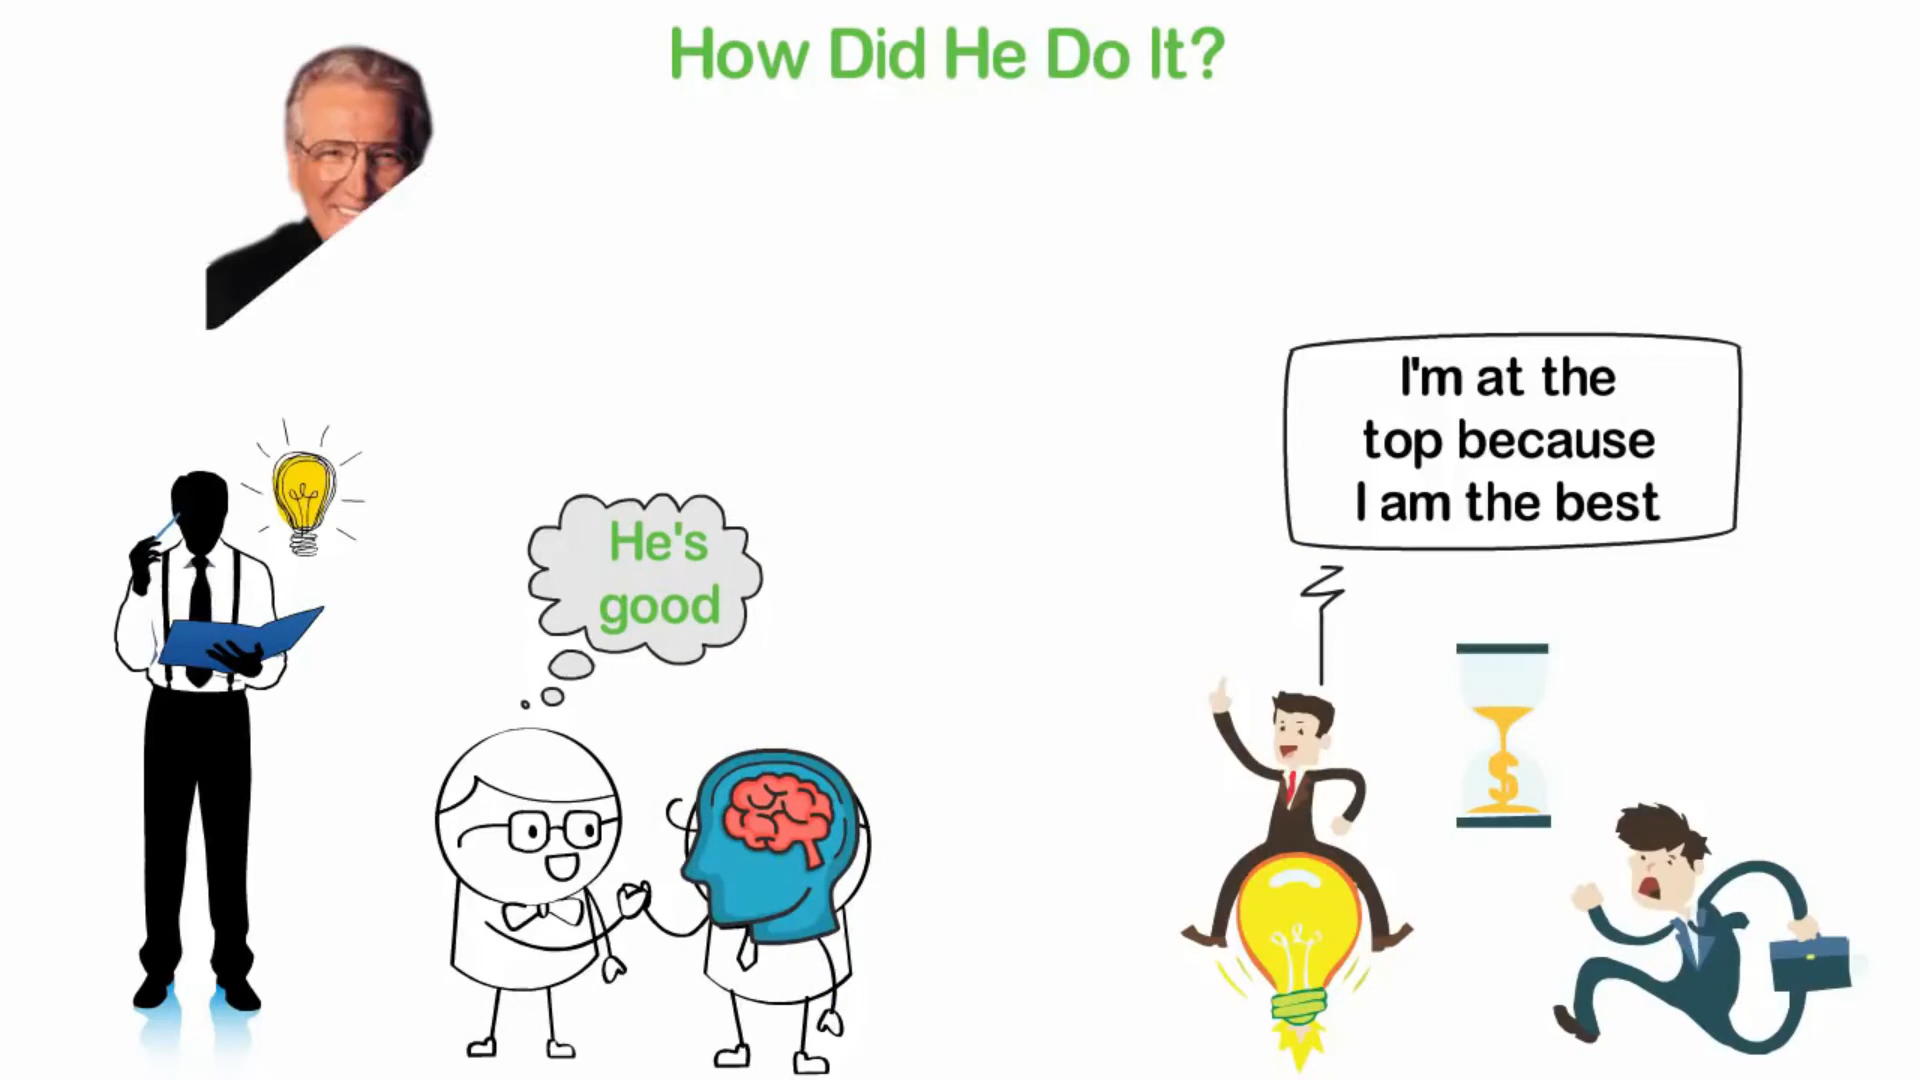 How Did He Do It?
I'm at the
top because
I am the best
He's
good
$